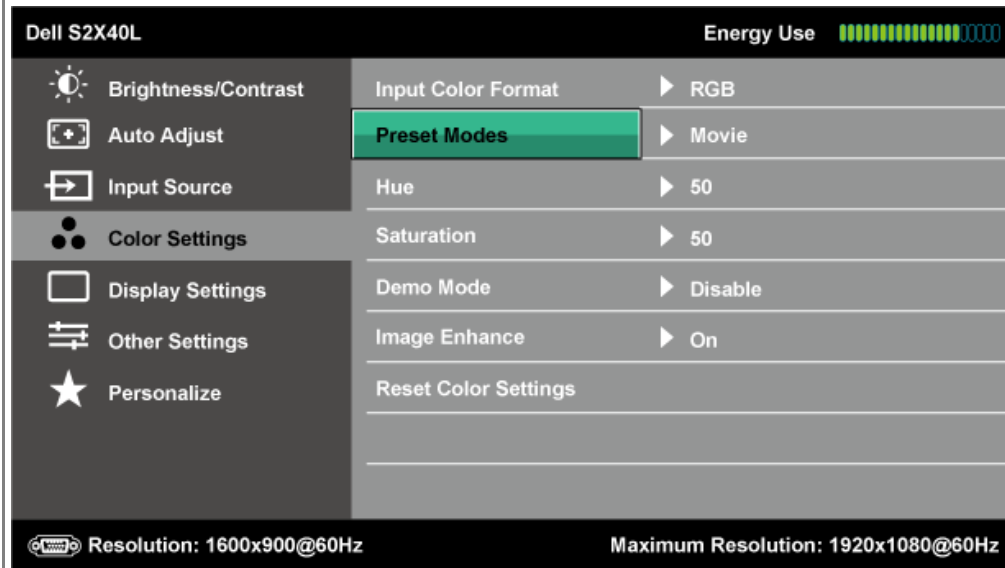 Dell S2X40L Energy Use
Brightness/Contrast Input Color Format RGB
Auto Adjust Preset Modes Movie
Input Source Hue 50
Color Settings Saturation 50
Display Settings Demo Mode Disable
Other Settings Image Enhance On
Personalize Reset Color Settings
Resolution: 1600x900@60Hz Maximum Resolution: 1920x1080@60Hz